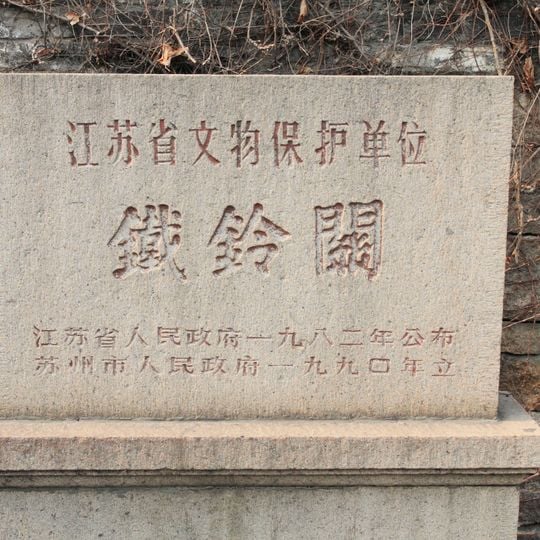 江苏省文物保护单位
鐵鈴關
江苏省人民政府一九八二年公布
苏州市人民政府一九九〇年立